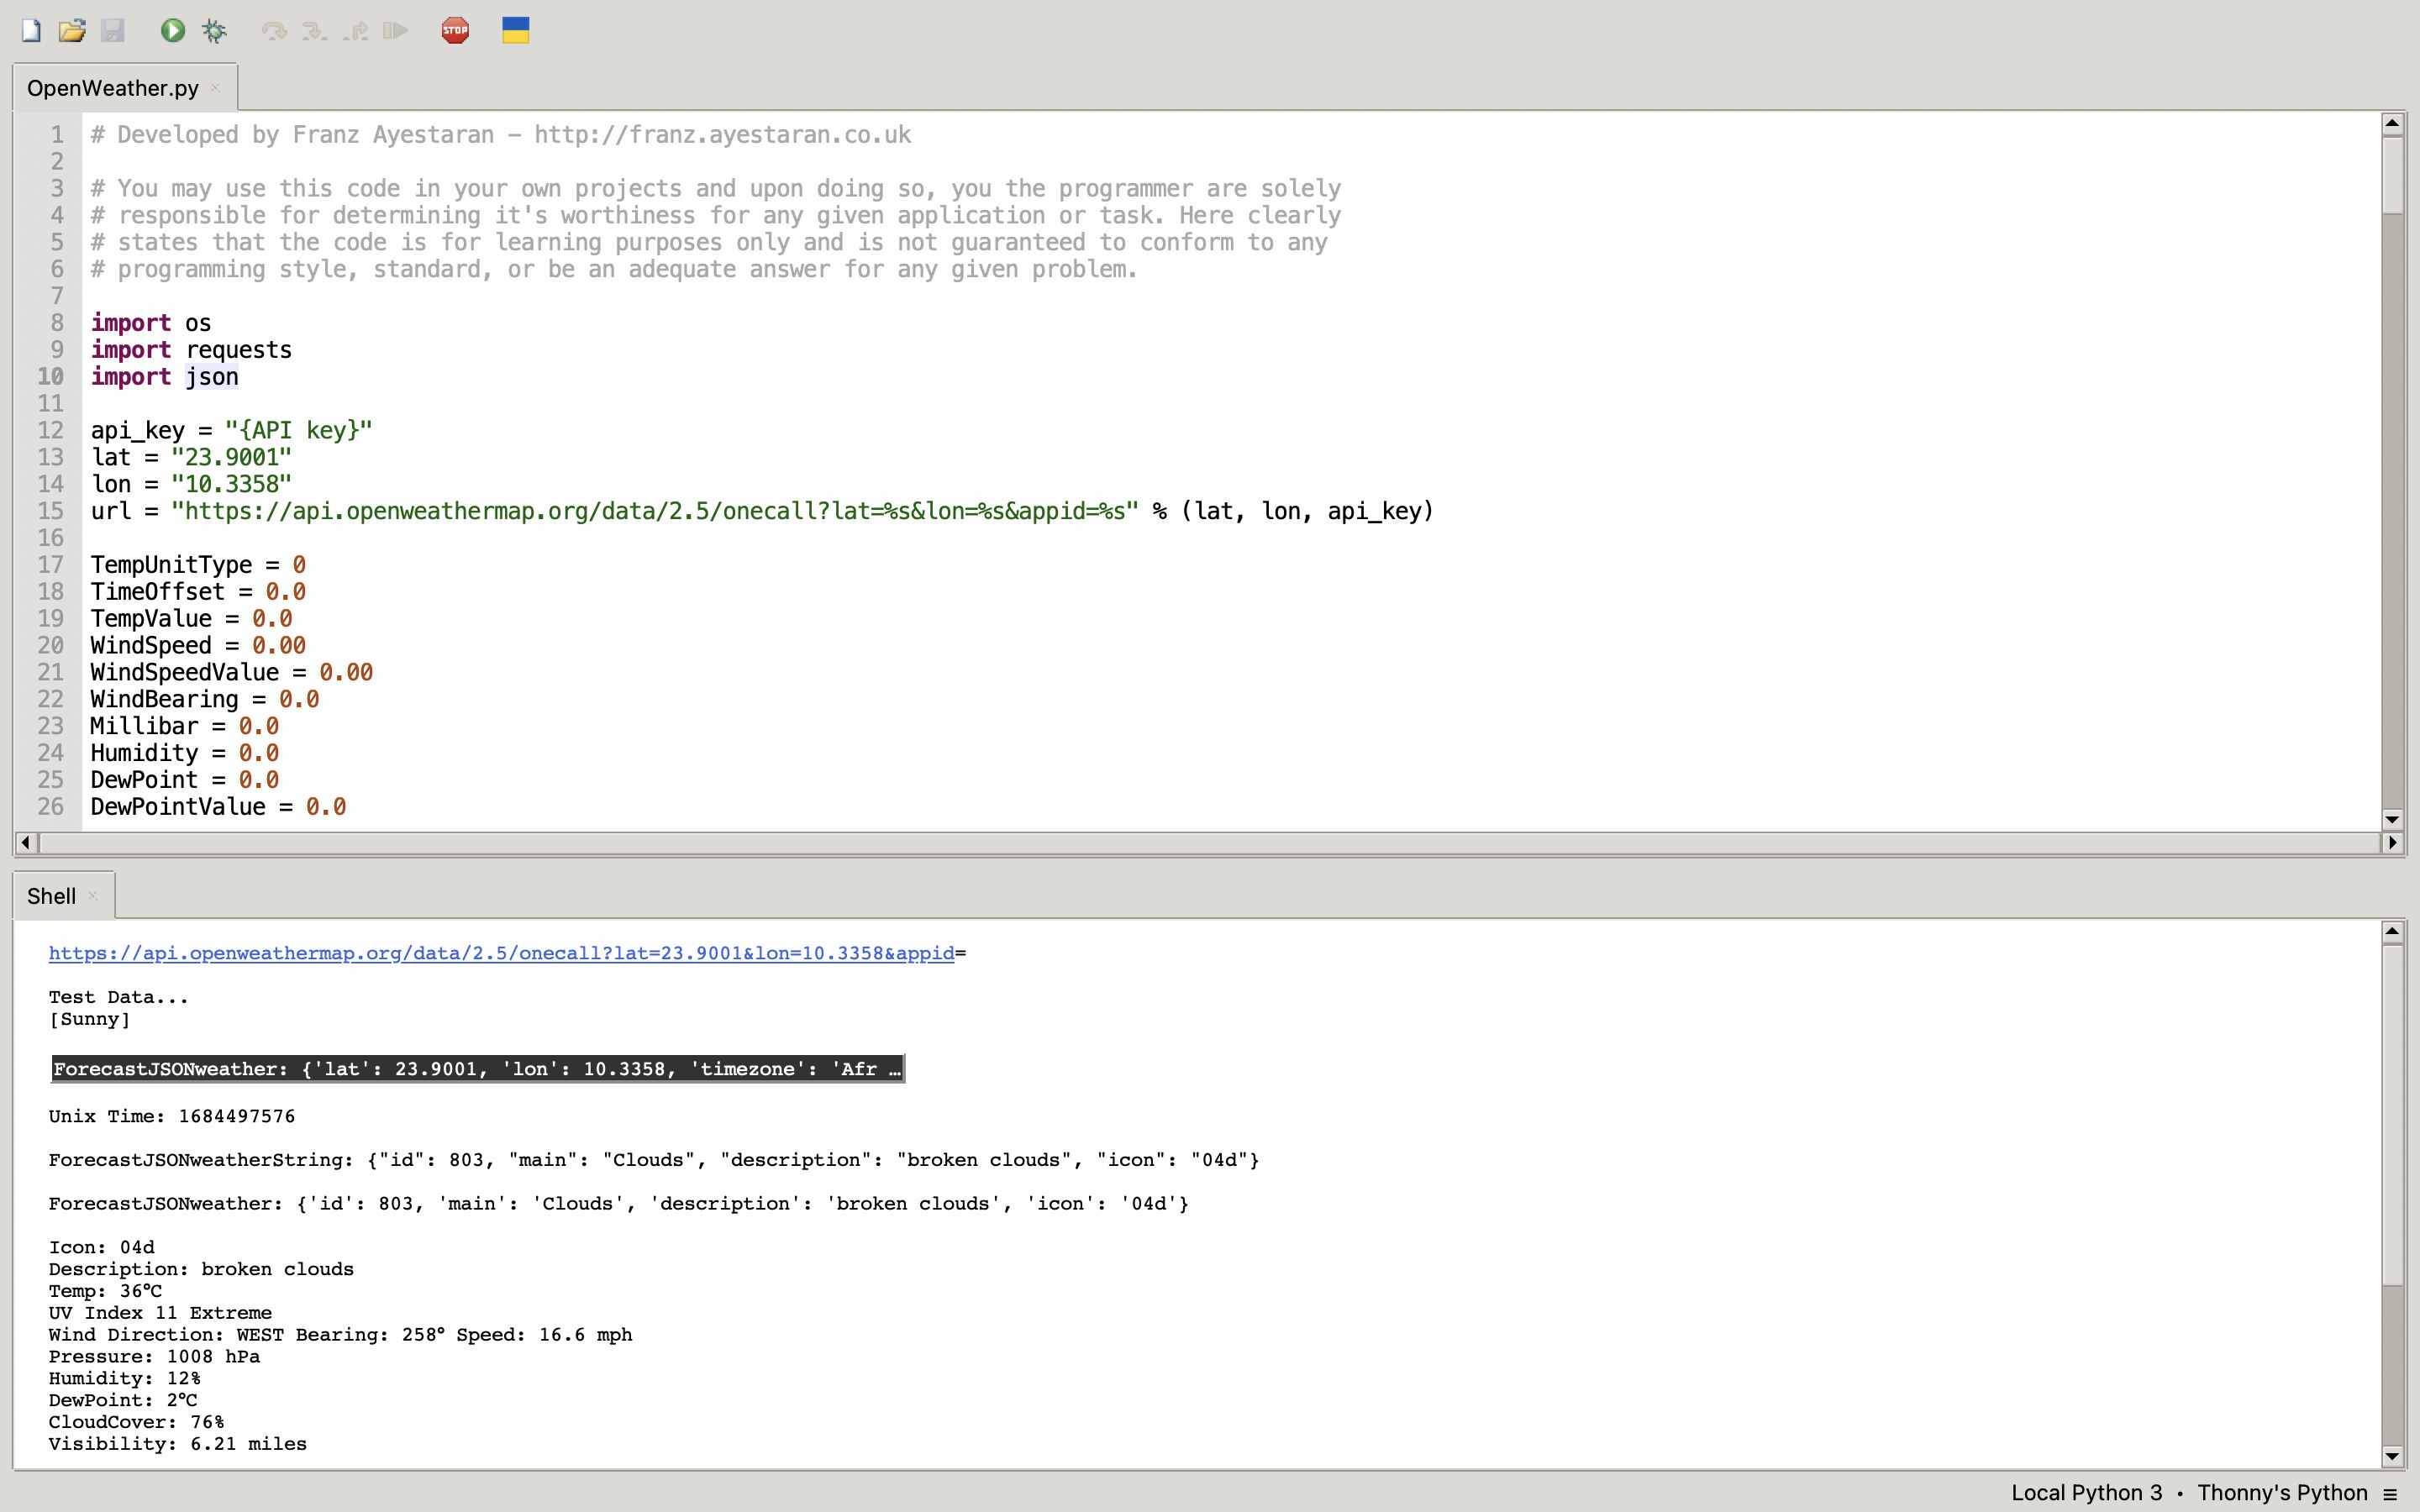 STOP
OpenWeather.py
1 # Developed by Franz Ayestaran – http://franz.ayestaran.co.uk
2
3 # You may use this code in your own projects and upon doing so, you the programmer are solely
4 # responsible for determining it's worthiness for any given application or task. Here clearly
5 # states that the code is for learning purposes only and is not guaranteed to conform to any
6 # programming style, standard, or be an adequate answer for any given problem.
7
8 import os
9 import requests
10 import json
11
12 api_key = "{API key}"
13 lat = "23.9001"
14 lon = "10.3358"
15 url = "https://api.openweathermap.org/data/2.5/onecall?lat=%s&lon=%s&appid=%s" % (lat, lon, api_key)
16
17 TempUnitType = 0
18 TimeOffset = 0.0
19 TempValue = 0.0
20 WindSpeed = 0.00
21 WindSpeedValue = 0.00
22 WindBearing = 0.0
23 Millibar = 0.0
24 Humidity = 0.0
25 DewPoint = 0.0
26 DewPointValue = 0.0
Shell
https://api.openweathermap.org/data/2.5/onecall?lat=23.9001&lon=10.3358&appid=
Test Data...
[Sunny]
ForecastJSONweather: {'lat': 23.9001, 'lon': 10.3358, 'timezone': 'Afr …
Unix Time: 1684497576
ForecastJSONweatherString: {"id": 803, "main": "Clouds", "description": "broken clouds", "icon": "04d"}
ForecastJSONweather: {'id': 803, 'main': 'Clouds', 'description': 'broken clouds', 'icon': '04d'}
Icon: 04d
Description: broken clouds
Temp: 36°C
UV Index 11 Extreme
Wind Direction: WEST Bearing: 258° Speed: 16.6 mph
Pressure: 1008 hPa
Humidity: 12%
DewPoint: 2°C
CloudCover: 76%
Visibility: 6.21 miles
Local Python 3 • Thonny's Python ≡